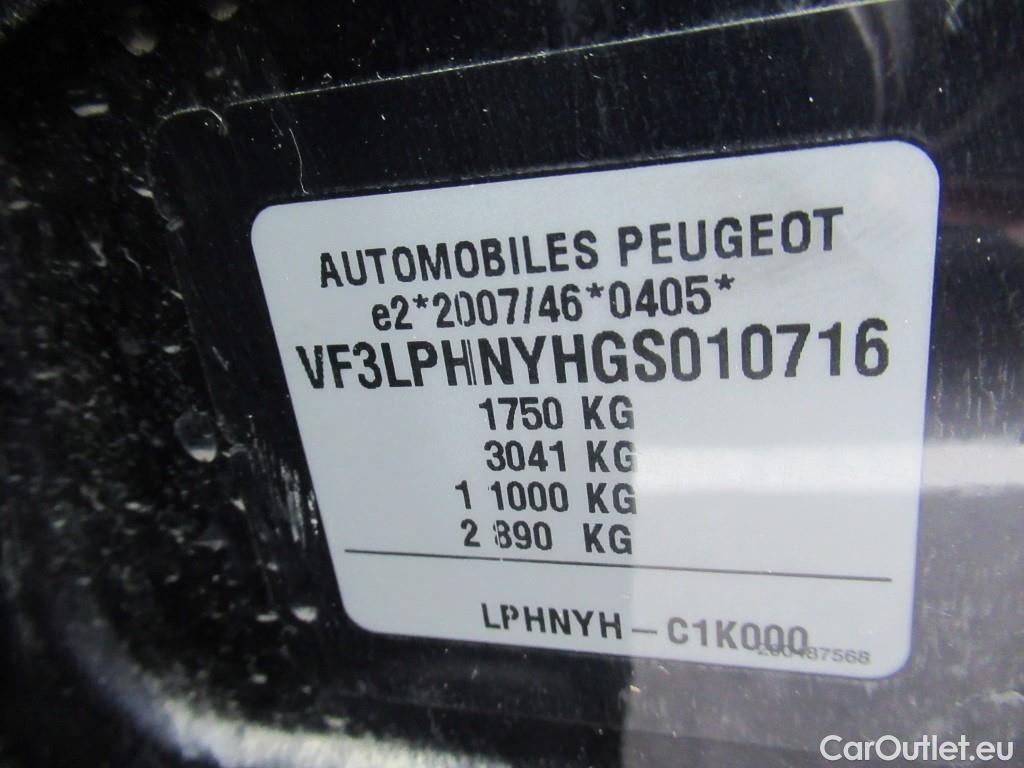 AUTOMOBILES PEUGEOT
e2*2007/46*0405*
VF3LPHNYHGS010716
1750 KG
3041 KG
1 1000 KG
2 890 KG
LPHNYH – C1K000
CarOutlet.eu